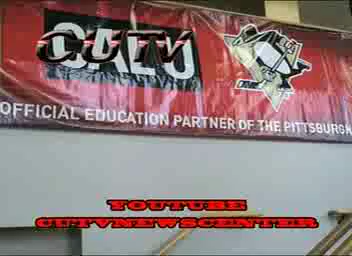 CUTV
OFFICIAL EDUCATION PARTNER OF THE PITTSBURGH
YOUTUBE
CUTVNEWSCENTER